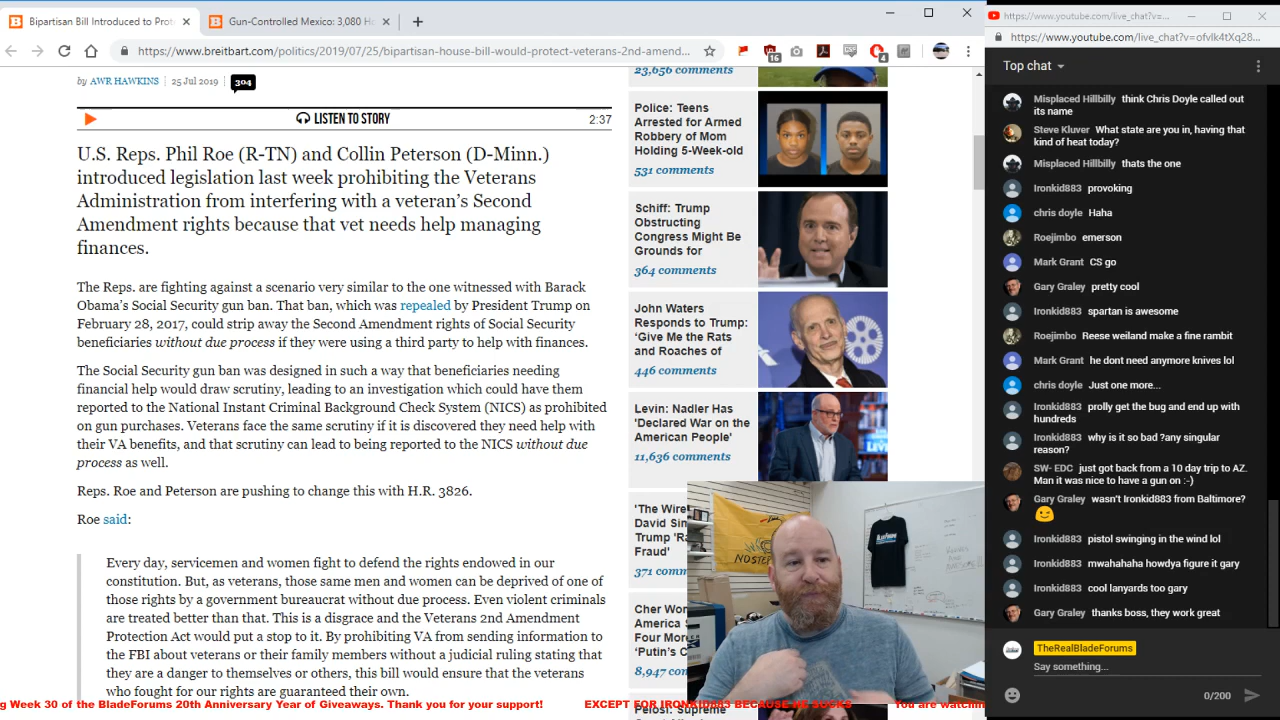 Bipartisan Bill Introduced to Prot
Gun-Controlled Mexico: 3,080 Ho
https://www.youtube.com/live_chat?v=...
https://www.breitbart.com/politics/2019/07/25/bipartisan-house-bill-would-protect-veterans-2nd-amend...
16
CSF
4
https://www.youtube.com/live_chat?v=ofvIk4tXq28...
by AWR HAWKINS | 25 Jul 2019 | 304
LISTEN TO STORY
2:37
U.S. Reps. Phil Roe (R-TN) and Collin Peterson (D-Minn.)
introduced legislation last week prohibiting the Veterans
Adminstration from interfering with a veteran's Second
Amendment rights because that vet needs help managing
finances.
The Reps. are fighting against a scenario very similar to the one witnessed with Barack
Obama's Social Security gun ban. That ban, which was repealed by President Trump on
February 28, 2017, could strip away the Second Amendment rights of Social Security
beneficiaries without due process if they were using a third party to help with finances.
The Social Security gun ban was designed in such a way that beneficiaries needing
financial help would draw scrutiny, leading to an investigation which could have them
reported to the National Instant Criminal Background Check System (NICS) as prohibited
on gun purchases. Veterans face the same scrutiny if it is discovered they need help with
their VA benefits, and that scrutiny can lead to being reported to the NICS without due
process as well.
Reps. Roe and Peterson are pushing to change this with H.R. 3826.
Roe said:
Every day, servicemen and women fight to defend the rights endowed in our
constitution. But, as veterans, those same men and women can be deprived of one of
those rights by a government bureaucrat without due process. Even violent criminals
are treated better than that. This is a disgrace and the Veterans 2nd Amendment
Protection Act would put a stop to it. By prohibiting VA from sending information to
the FBI about veterans or their family members without a judicial ruling stating that
they are a danger to themselves or others, this bill would ensure that the veterans
who fought for our rights are guaranteed their own.
23,656 comments
Police: Teens
Arrested for Armed
Robbery of Mom
Holding 5-Week-old
531 comments
Schiff: Trump
Obstructing
Congress Might Be
Grounds for
364 comments
John Waters
Responds to Trump:
'Give Me the Rats
and Roaches of
446 comments
Levin: Nadler Has
'Declared War on the
American People'
11,636 comments
'The Wire
David Sim
Trump 'Ra
Fraud'
371 comm
Cher Won
America S
Four More
'Putin's C
8,947 com
Pelosi: Supreme
BLADEFORUMS
Top chat
Misplaced Hillbilly think Chris Doyle called out
its name
Steve Kluver What state are you in, having that
kind of heat today?
Misplaced Hillbilly thats the one
Ironkid883 provoking
chris doyle Haha
Roejimbo emerson
Mark Grant CS go
Gary Graley pretty cool
Ironkid883 spartan is awesome
Roejimbo Reese weiland make a fine rambit
Mark Grant he dont need anymore knives lol
chris doyle Just one more...
Ironkid883 prolly get the bug and end up with
hundreds
Ironkid883 why is it so bad ?any singular
reason?
SW- EDC just got back from a 10 day trip to AZ.
Man it was nice to have a gun on :-)
Gary Graley wasn't Ironkid883 from Baltimore?
Ironkid883 pistol swinging in the wind lol
Ironkid883 mwahahaha howdya figure it gary
Ironkid883 cool lanyards too gary
Gary Graley thanks boss, they work great
TheRealBladeForums
Say something...
0/200
g Week 30 of the BladeForums 20th Anniversary Year of Giveaways. Thank you for your support! EXCEPT FOR IRONKID883 BECAUSE HE SUCKS You are watchin